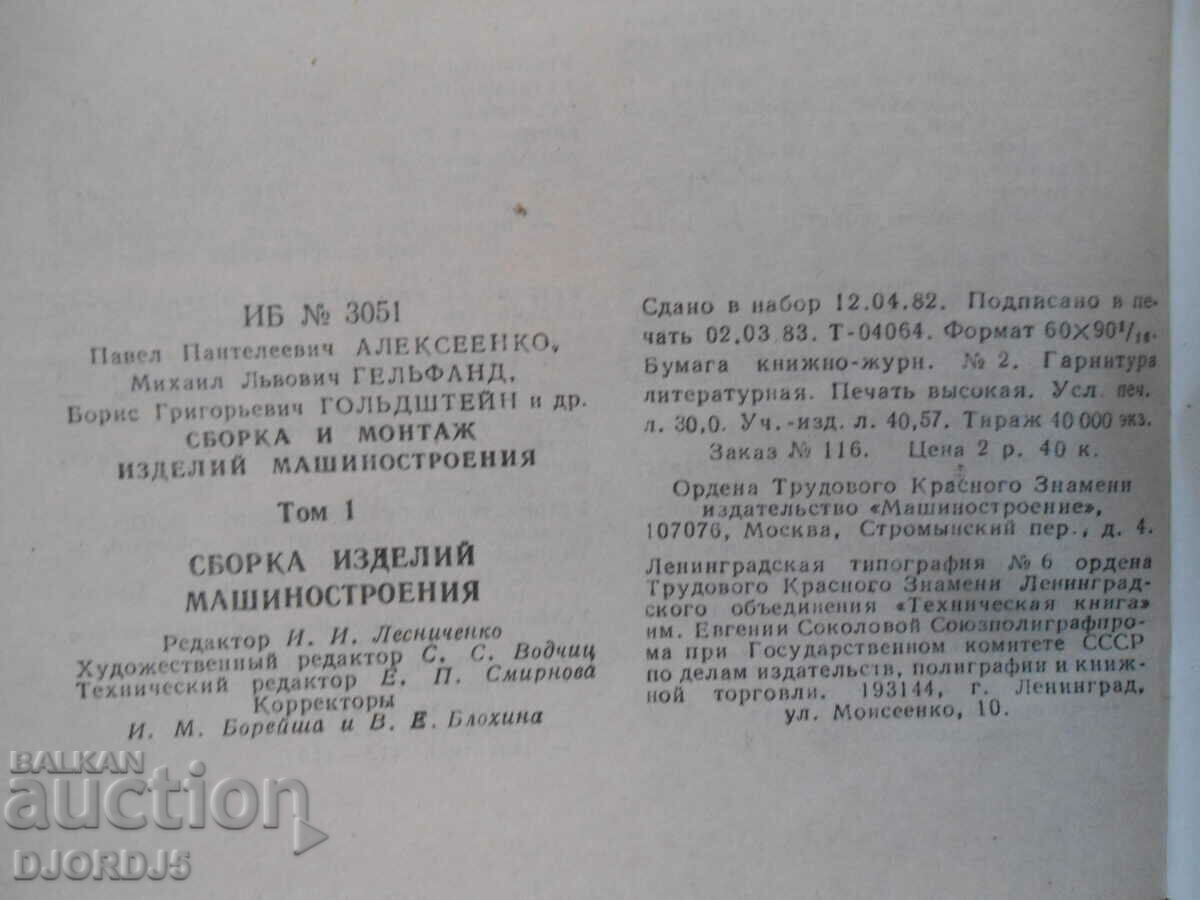 ИБ № 3051
Павел Пантелеевич АЛЕКСЕЕНКО,
Михаил Львович ГЕЛЬФАНД,
Борис Григорьевич ГОЛЬДШТЕЙН и др.
СБОРКА И МОНТАЖ
ИЗДЕЛИЙ МАШИНОСТРОЕНИЯ
Том 1
СБОРКА ИЗДЕЛИЙ
МАШИНОСТРОЕНИЯ
Редактор И. И. Лесниченко
Художественный редактор С. С. Водчиц
Технический редактор Е. П. Смирнова
Корректоры
И. М. Борейша и В. Е. Блохина
Сдано в набор 12.04.82. Подписано в пе-
чать 02.03 83. Т-04064. Формат 60×90¹/₁₆.
Бумага книжно-журн. № 2. Гарнитура
литературная. Печать высокая. Усл. печ.
л. 30,0. Уч.-изд. л. 40,57. Тираж 40 000 экз.
Заказ № 116. Цена 2 р. 40 к.
Ордена Трудового Красного Знамени
издательство «Машиностроение»,
107076, Москва, Стромынский пер., д. 4.
Ленинградская типография № 6 ордена
Трудового Красного Знамени Ленинград-
ского объединения «Техническая книга»
им. Евгении Соколовой Союзполиграфпро-
ма при Государственном комитете СССР
по делам издательств, полиграфии и книж-
ной торговли. 193144, г. Ленинград,
ул. Моисеенко, 10.
BALKAN
auction
DJORDJ5